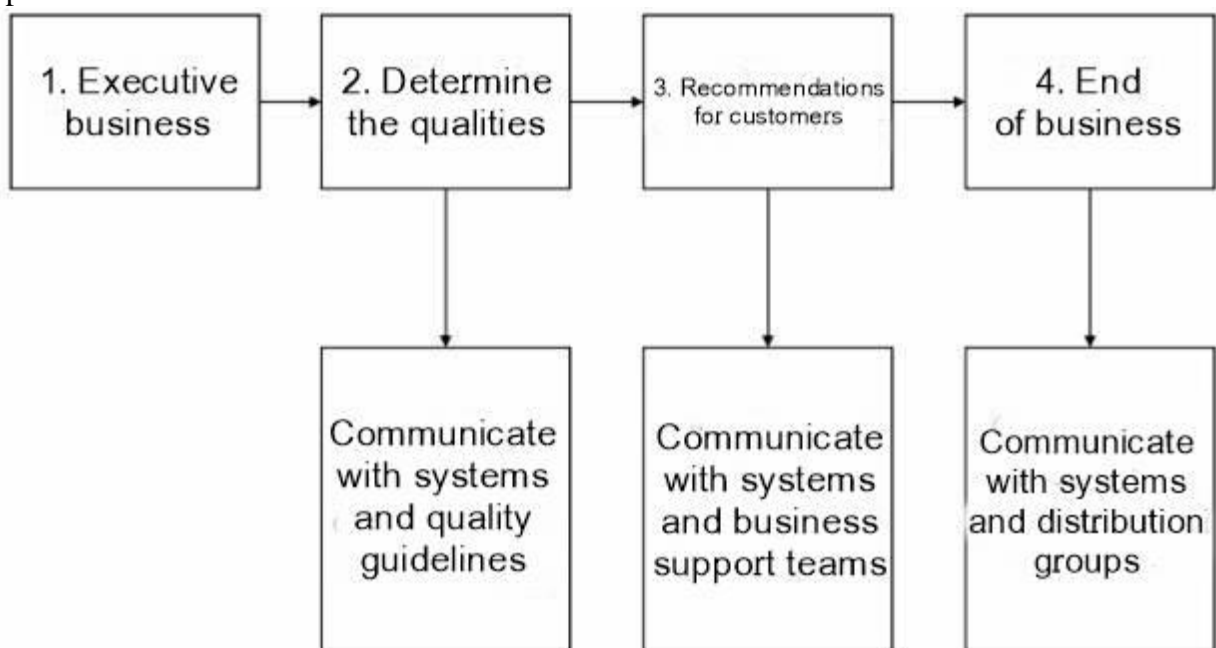 1. Executive
business
2. Determine
the qualities
3. Recommendations
for customers
4. End
of business
Communicate
with systems
and quality
guidelines
Communicate
with systems
and business
support teams
Communicate
with systems
and distribution
groups